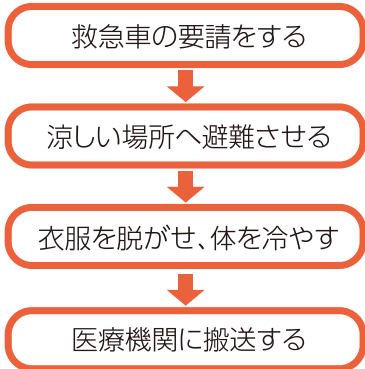 救急車の要請をする
涼しい場所へ避難させる
衣服を脱がせ、体を冷やす
医療機関に搬送する